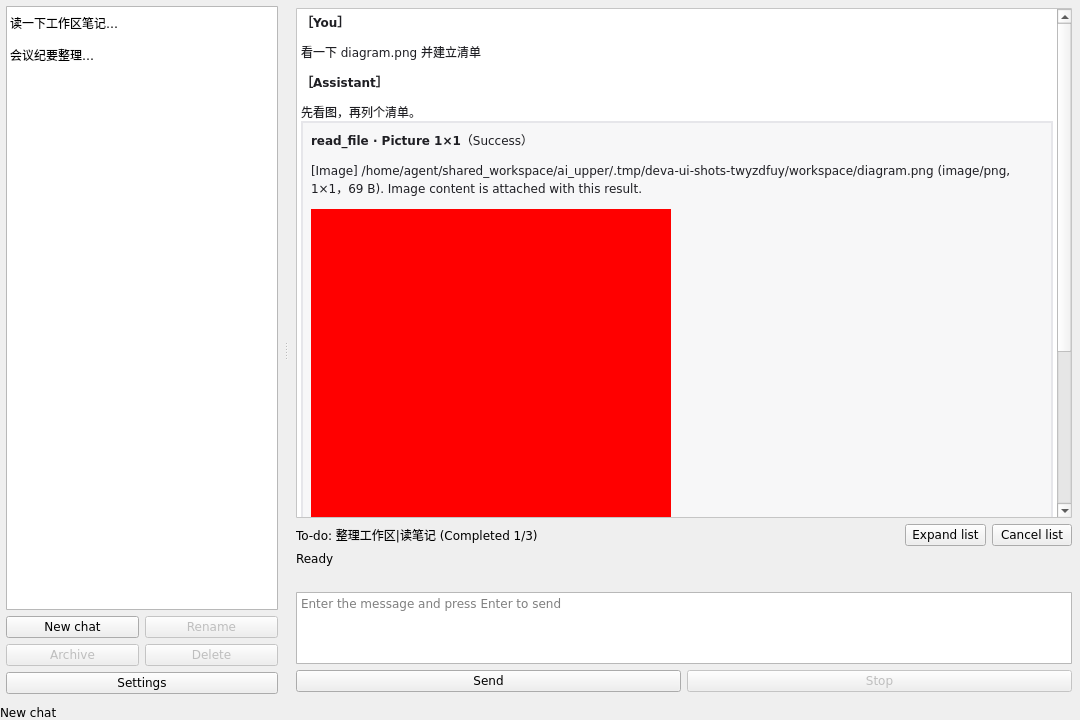 读一下工作区笔记...
会议纪要整理...
New chat
Rename
Archive
Delete
Settings
New chat
[You]
看一下 diagram.png 并建立清单
[Assistant]
先看图，再列个清单。
read_file · Picture 1×1（Success）
[Image] /home/agent/shared_workspace/ai_upper/.tmp/deva-ui-shots-twyzdfuy/workspace/diagram.png (image/png,
1×1，69 B). Image content is attached with this result.
To-do: 整理工作区|读笔记 (Completed 1/3)
Expand list
Cancel list
Ready
Enter the message and press Enter to send
Send
Stop